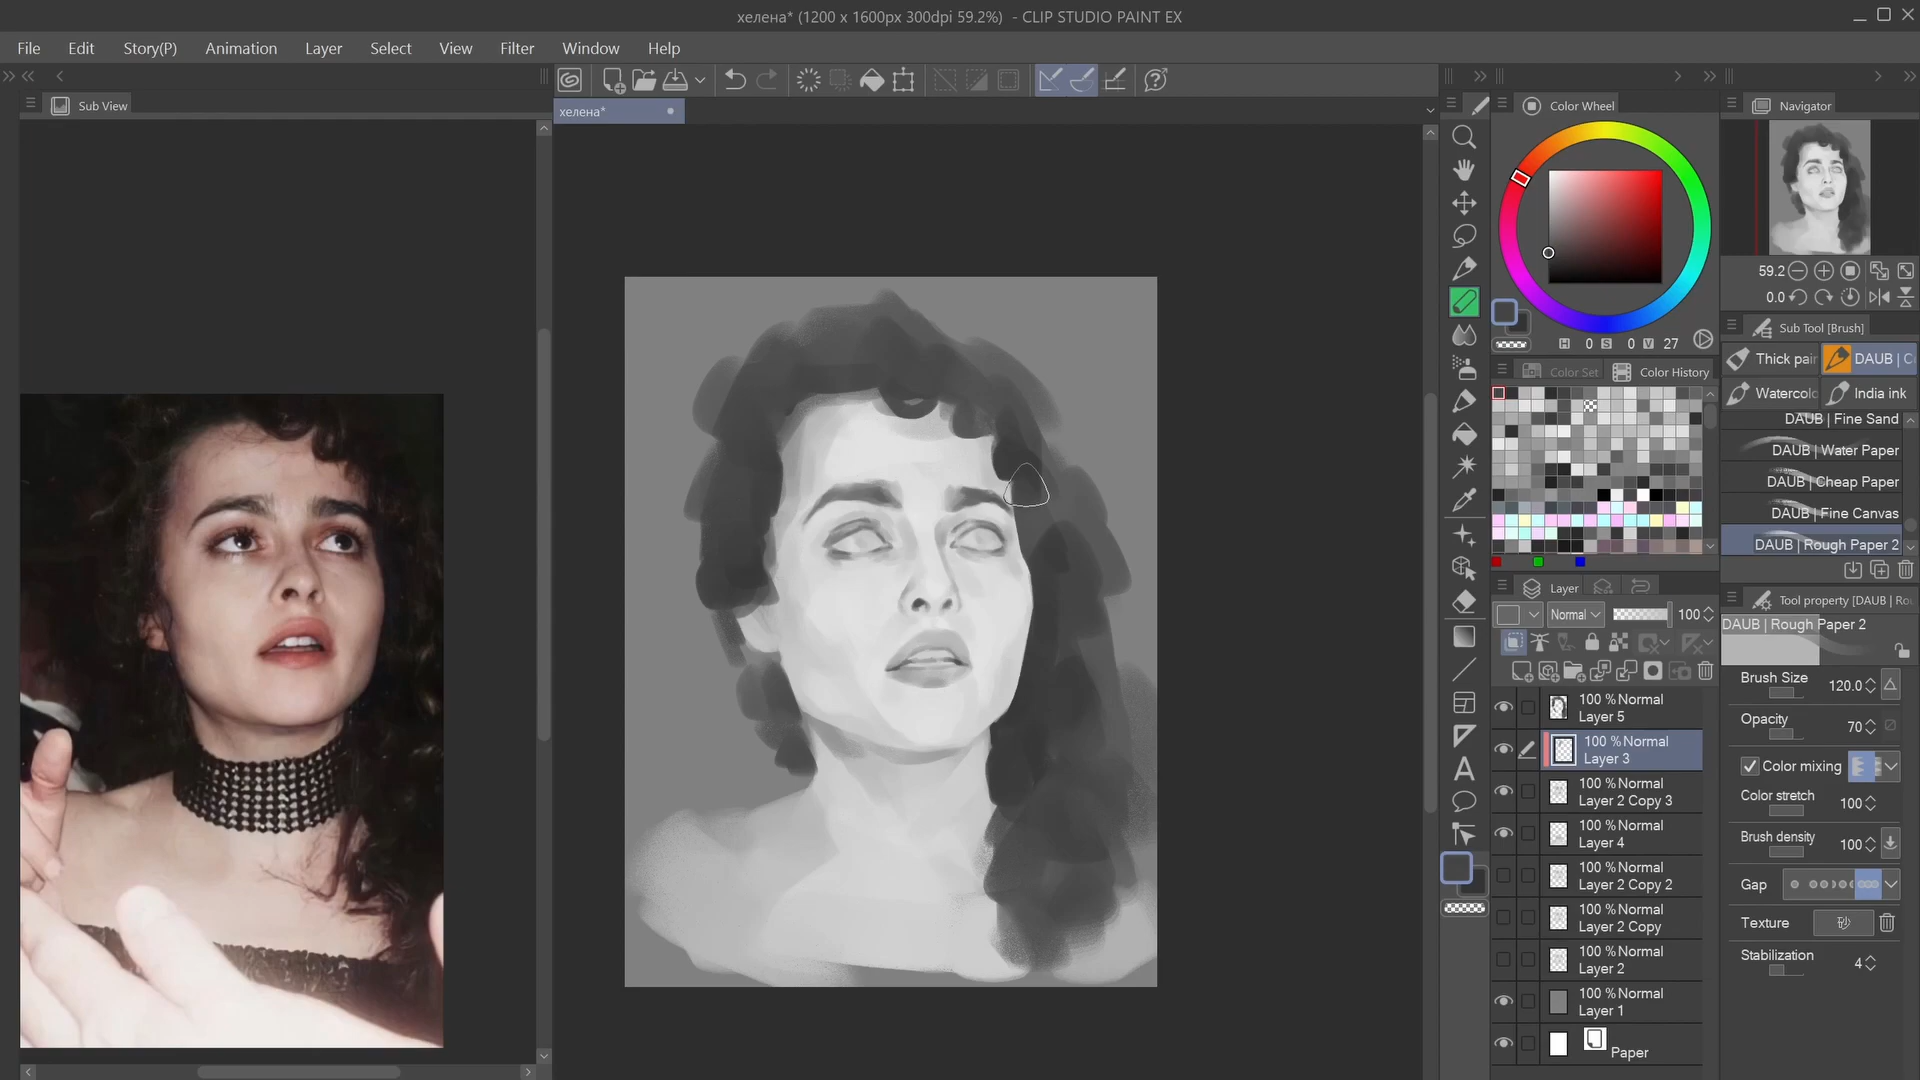 хелена* (1200 x 1600px 300dpi 59.2%) - CLIP STUDIO PAINT EX
File Edit Story(P) Animation Layer Select View Filter Window Help
Sub View
хелена*
Color Wheel
H 0 S 0 V 27
Color Set Color History
Navigator
59.2
0.0
Sub Tool [Brush]
Thick pai DAUB | C
Watercolo India ink
DAUB | Fine Sand
DAUB | Water Paper
DAUB | Cheap Paper
DAUB | Fine Canvas
DAUB | Rough Paper 2
Layer
Normal 100
100 % Normal
Layer 5
100 % Normal
Layer 3
100 % Normal
Layer 2 Copy 3
100 % Normal
Layer 4
100 % Normal
Layer 2 Copy 2
100 % Normal
Layer 2 Copy
100 % Normal
Layer 2
100 % Normal
Layer 1
Paper
Tool property [DAUB | Ro
DAUB | Rough Paper 2
Brush Size 120.0
Opacity 70
Color mixing
Color stretch 100
Brush density 100
Gap
Texture
Stabilization 4